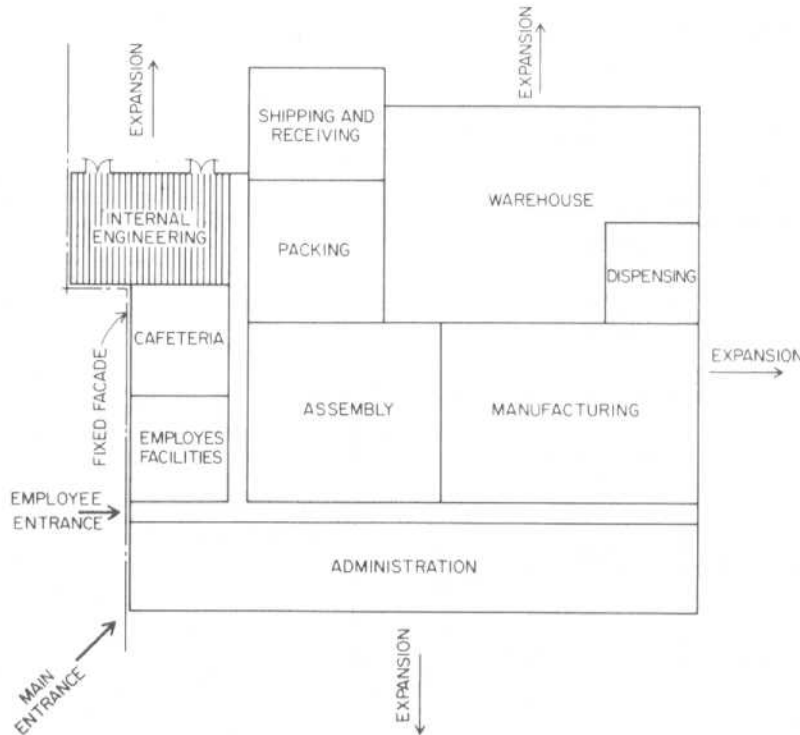 EXPANSION
EXPANSION
SHIPPING AND
RECEIVING
WAREHOUSE
INTERNAL
ENGINEERING
PACKING
DISPENSING
CAFETERIA
FIXED FACADE
EXPANSION
ASSEMBLY
MANUFACTURING
EMPLOYES
FACILITIES
EMPLOYEE
ENTRANCE
ADMINISTRATION
MAIN
ENTRANCE
EXPANSION